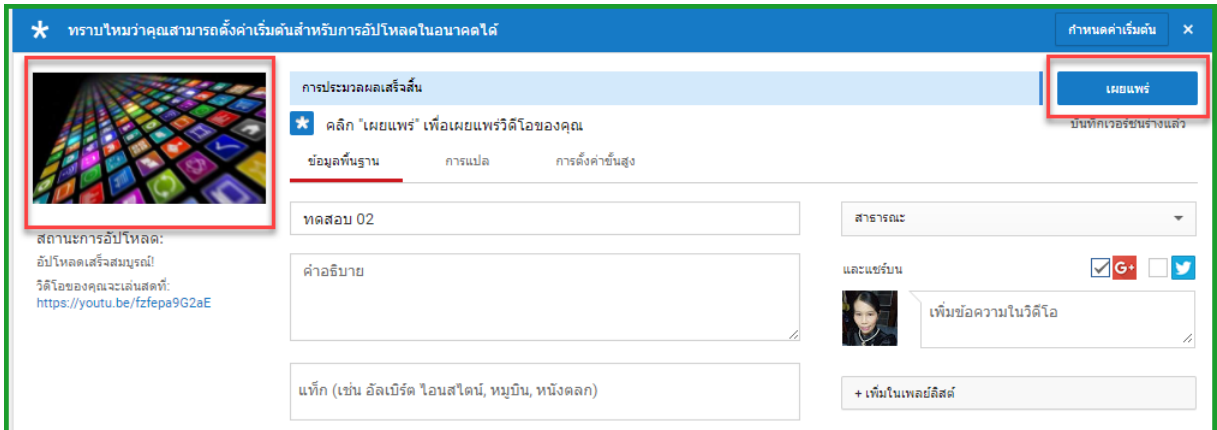 ทราบไหมว่าคุณสามารถตั้งค่าเริ่มต้นสำหรับการอัปโหลดในอนาคตได้
กำหนดค่าเริ่มต้น ×
การประมวลผลเสร็จสิ้น
เผยแพร่
คลิก "เผยแพร่" เพื่อเผยแพร่วิดีโอของคุณ
บันทึกเวอร์ชันร่างแล้ว
ข้อมูลพื้นฐาน การแปล การตั้งค่าขั้นสูง
ทดสอบ 02
สาธารณะ
สถานะการอัปโหลด:
อัปโหลดเสร็จสมบูรณ์!
วิดีโอของคุณจะเล่นสดที่:
https://youtu.be/fzfepa9G2aE
คำอธิบาย
และแชร์บน
G+
เพิ่มข้อความในวิดีโอ
แท็ก (เช่น อัลเบิร์ต ไอนสไตน์, หมูบิน, หนังตลก)
+ เพิ่มในเพลย์ลิสต์